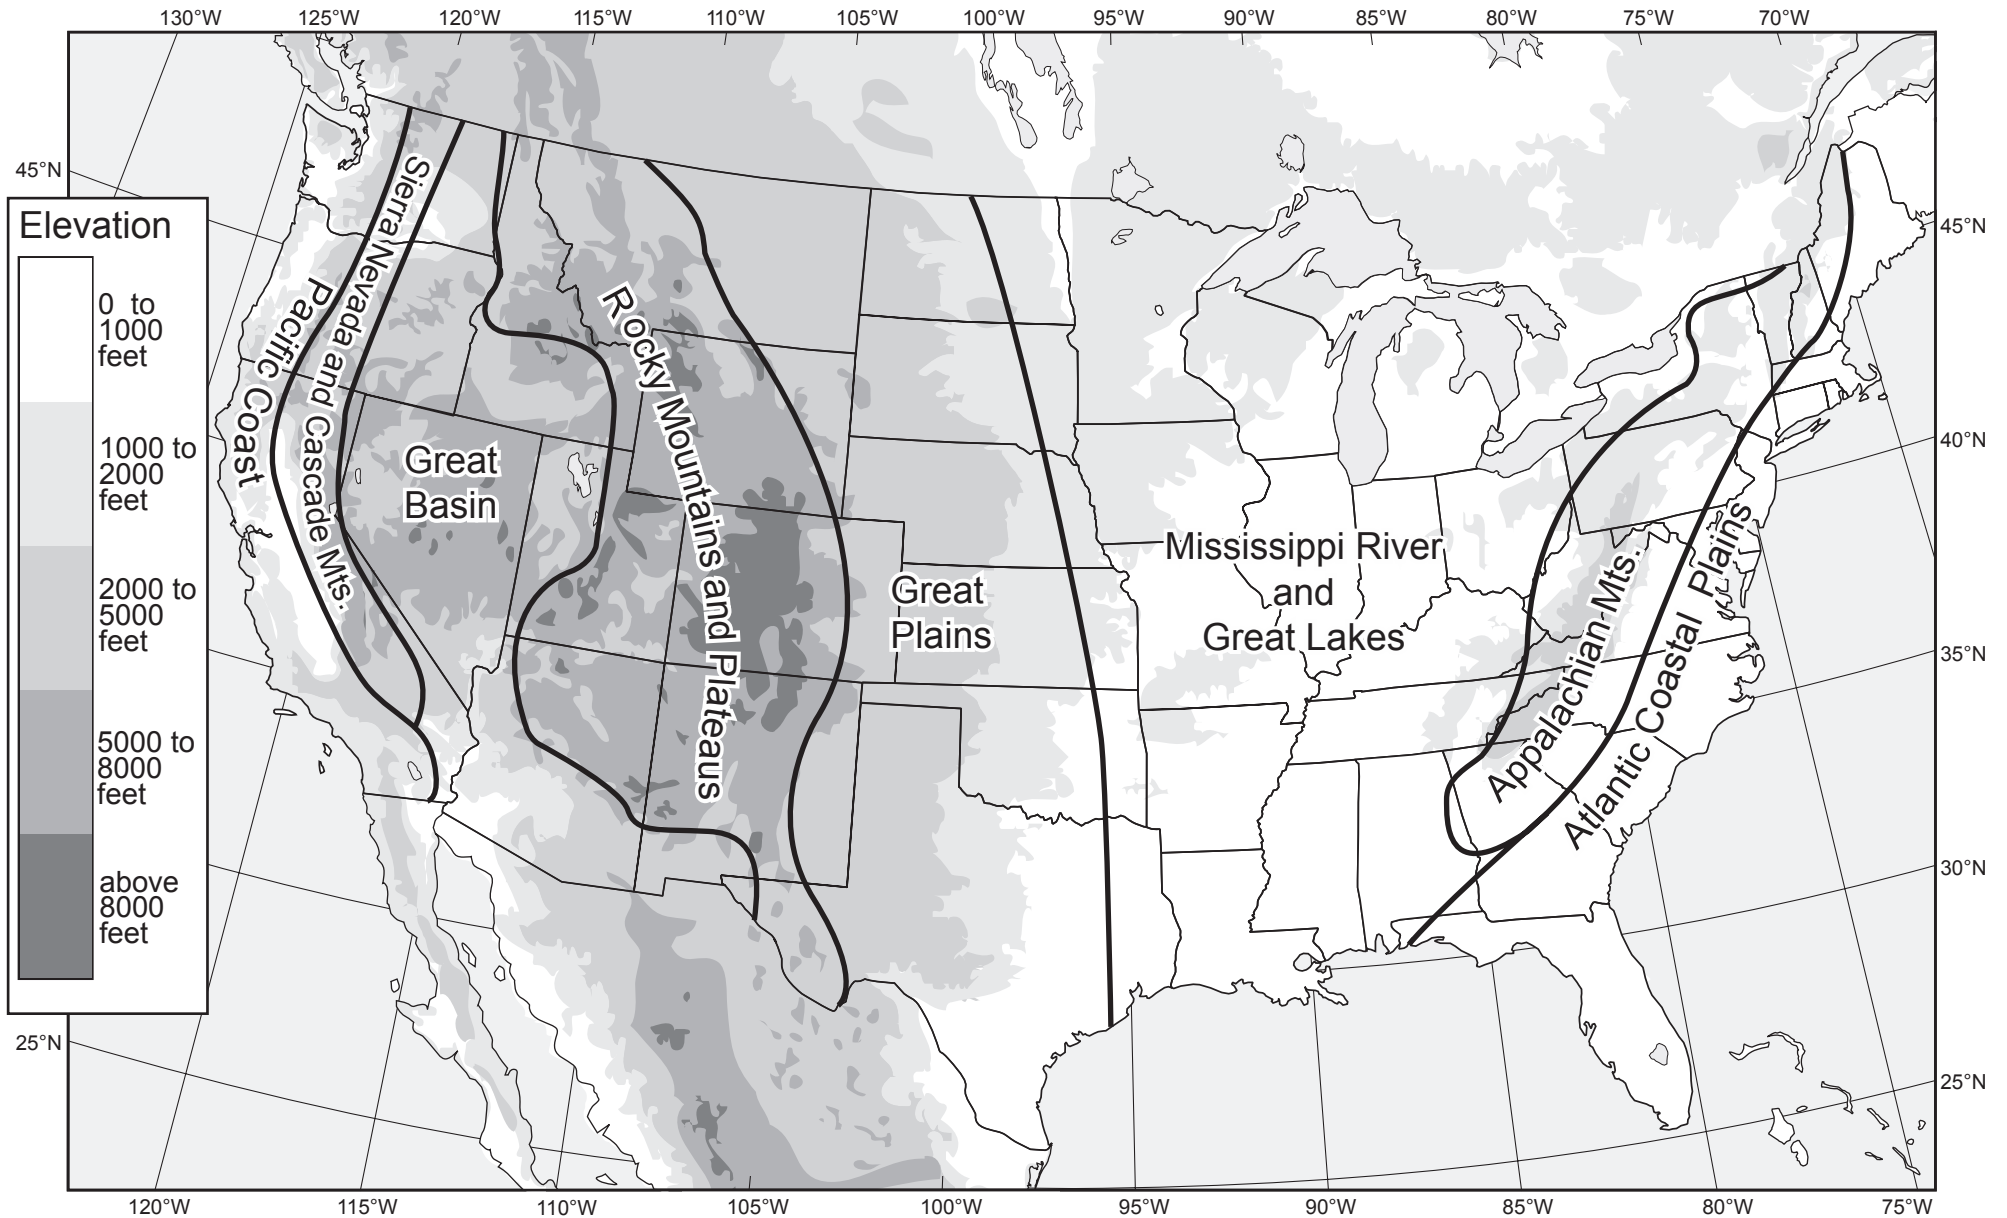 130°W 125°W 120°W 115°W 110°W 105°W 100°W 95°W 90°W 85°W 80°W 75°W 70°W
45°N
45°N
40°N
35°N
30°N
25°N
25°N
Elevation
0 to
1000
feet
1000 to
2000
feet
2000 to
5000
feet
5000 to
8000
feet
above
8000
feet
Pacific Coast
Sierra Nevada and Cascade Mts.
Great
Basin
Rocky Mountains and Plateaus
Great
Plains
Mississippi River
and
Great Lakes
Appalachian Mts.
Atlantic Coastal Plains
120°W 115°W 110°W 105°W 100°W 95°W 90°W 85°W 80°W 75°W